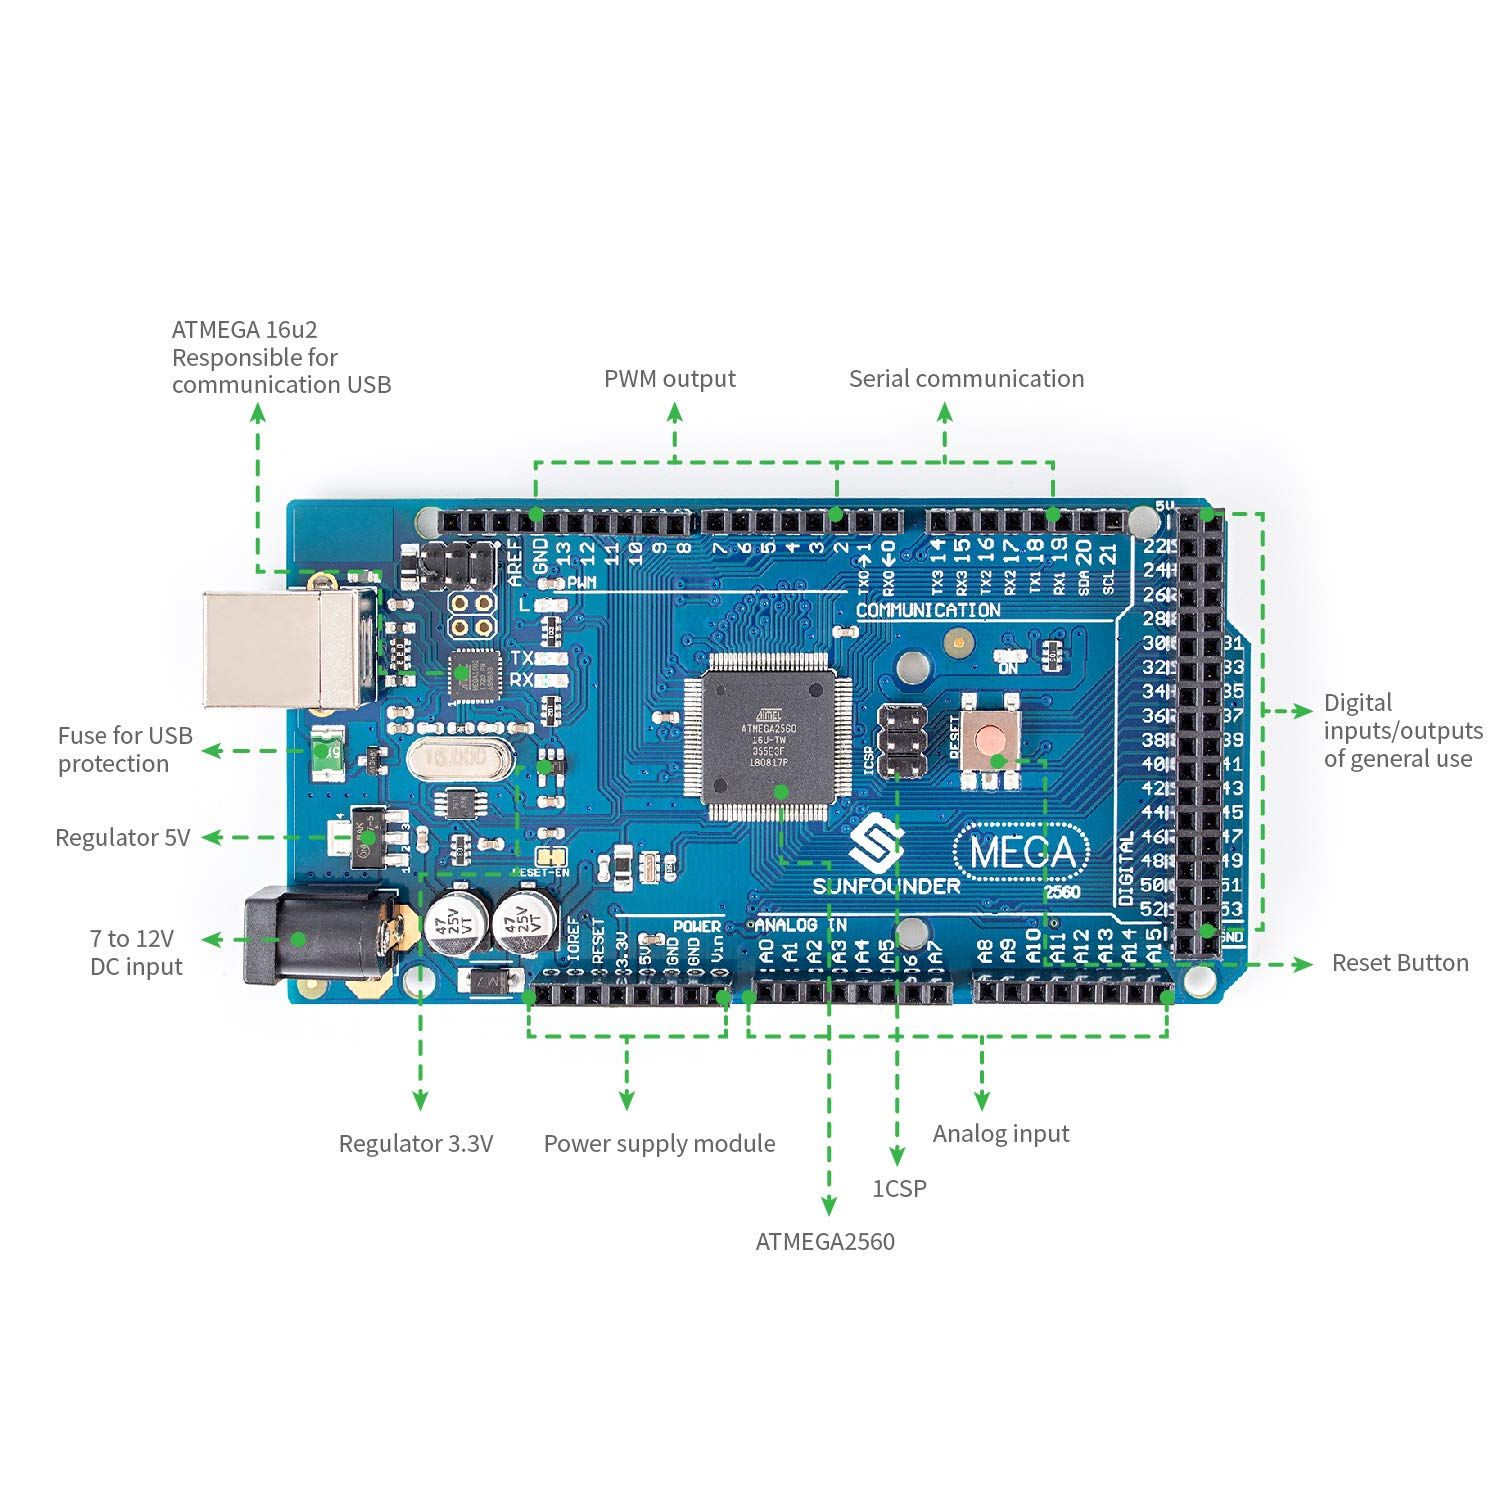 ATMEGA 16u2
Responsible for
communication USB
PWM output
Serial communication
Fuse for USB
protection
Regulator 5V
7 to 12V
DC input
Digital
inputs/outputs
of general use
Reset Button
Regulator 3.3V
Power supply module
Analog input
1CSP
ATMEGA2560
AREF
GND
13
12
11
10
9
8
7
6
5
4
3
2
TX0→1
RX0←0
TX3 14
RX3 15
TX2 16
RX2 17
TX1 18
RX1 19
SDA 20
SCL 21
PWM
COMMUNICATION
L
TX
RX
ON
5V
22
24
26
28
30 31
32 33
34 35
36 37
38 39
40 41
42 43
44 45
46 47
48 49
50 51
52 53
GND
DIGITAL
16.000
ATMEL
ATMEGA2560
16U-TW
180817P
ICSP
RESET
SUNFOUNDER
MEGA
2560
RESET-EN
47
25V
VT
47
25V
VT
M7
POWER
IOREF
RESET
3.3V
5V
GND
GND
Vin
ANALOG IN
A0
A1
A2
A3
A4
A5
A7
A8
A9
A10
A11
A12
A13
A14
A15